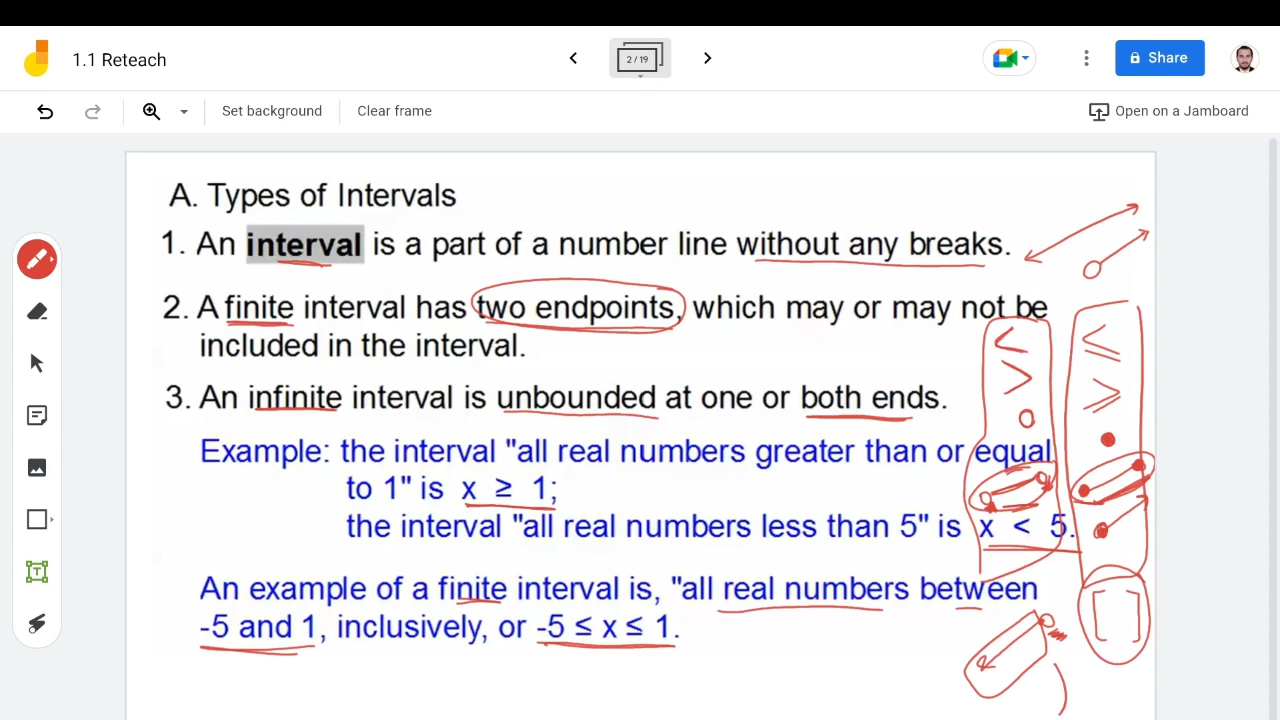 1.1 Reteach
2 / 19
Share
Set background
Clear frame
Open on a Jamboard
A. Types of Intervals
1. An interval is a part of a number line without any breaks.
2. A finite interval has two endpoints, which may or may not be
included in the interval.
3. An infinite interval is unbounded at one or both ends.
Example: the interval "all real numbers greater than or equal
to 1" is x ≥ 1;
the interval "all real numbers less than 5" is x < 5.
An example of a finite interval is, "all real numbers between
-5 and 1, inclusively, or -5 ≤ x ≤ 1.
< ≤
> ≥
[ ]
)
T